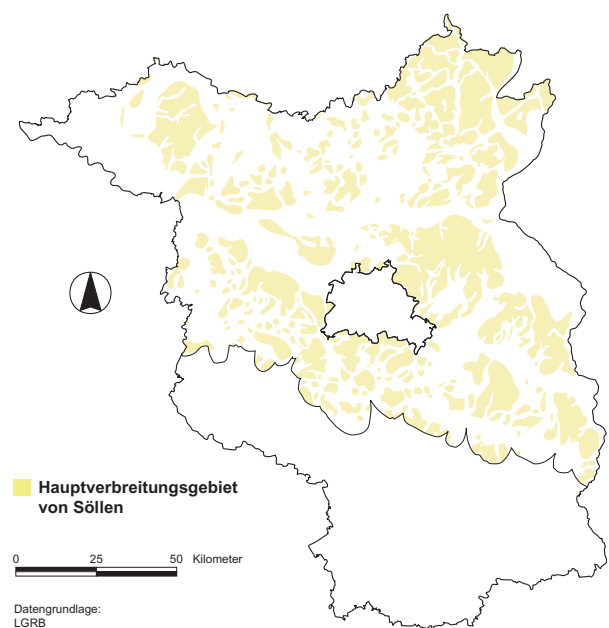 Hauptverbreitungsgebiet
von Söllen
0 25 50 Kilometer
Datengrundlage:
LGRB